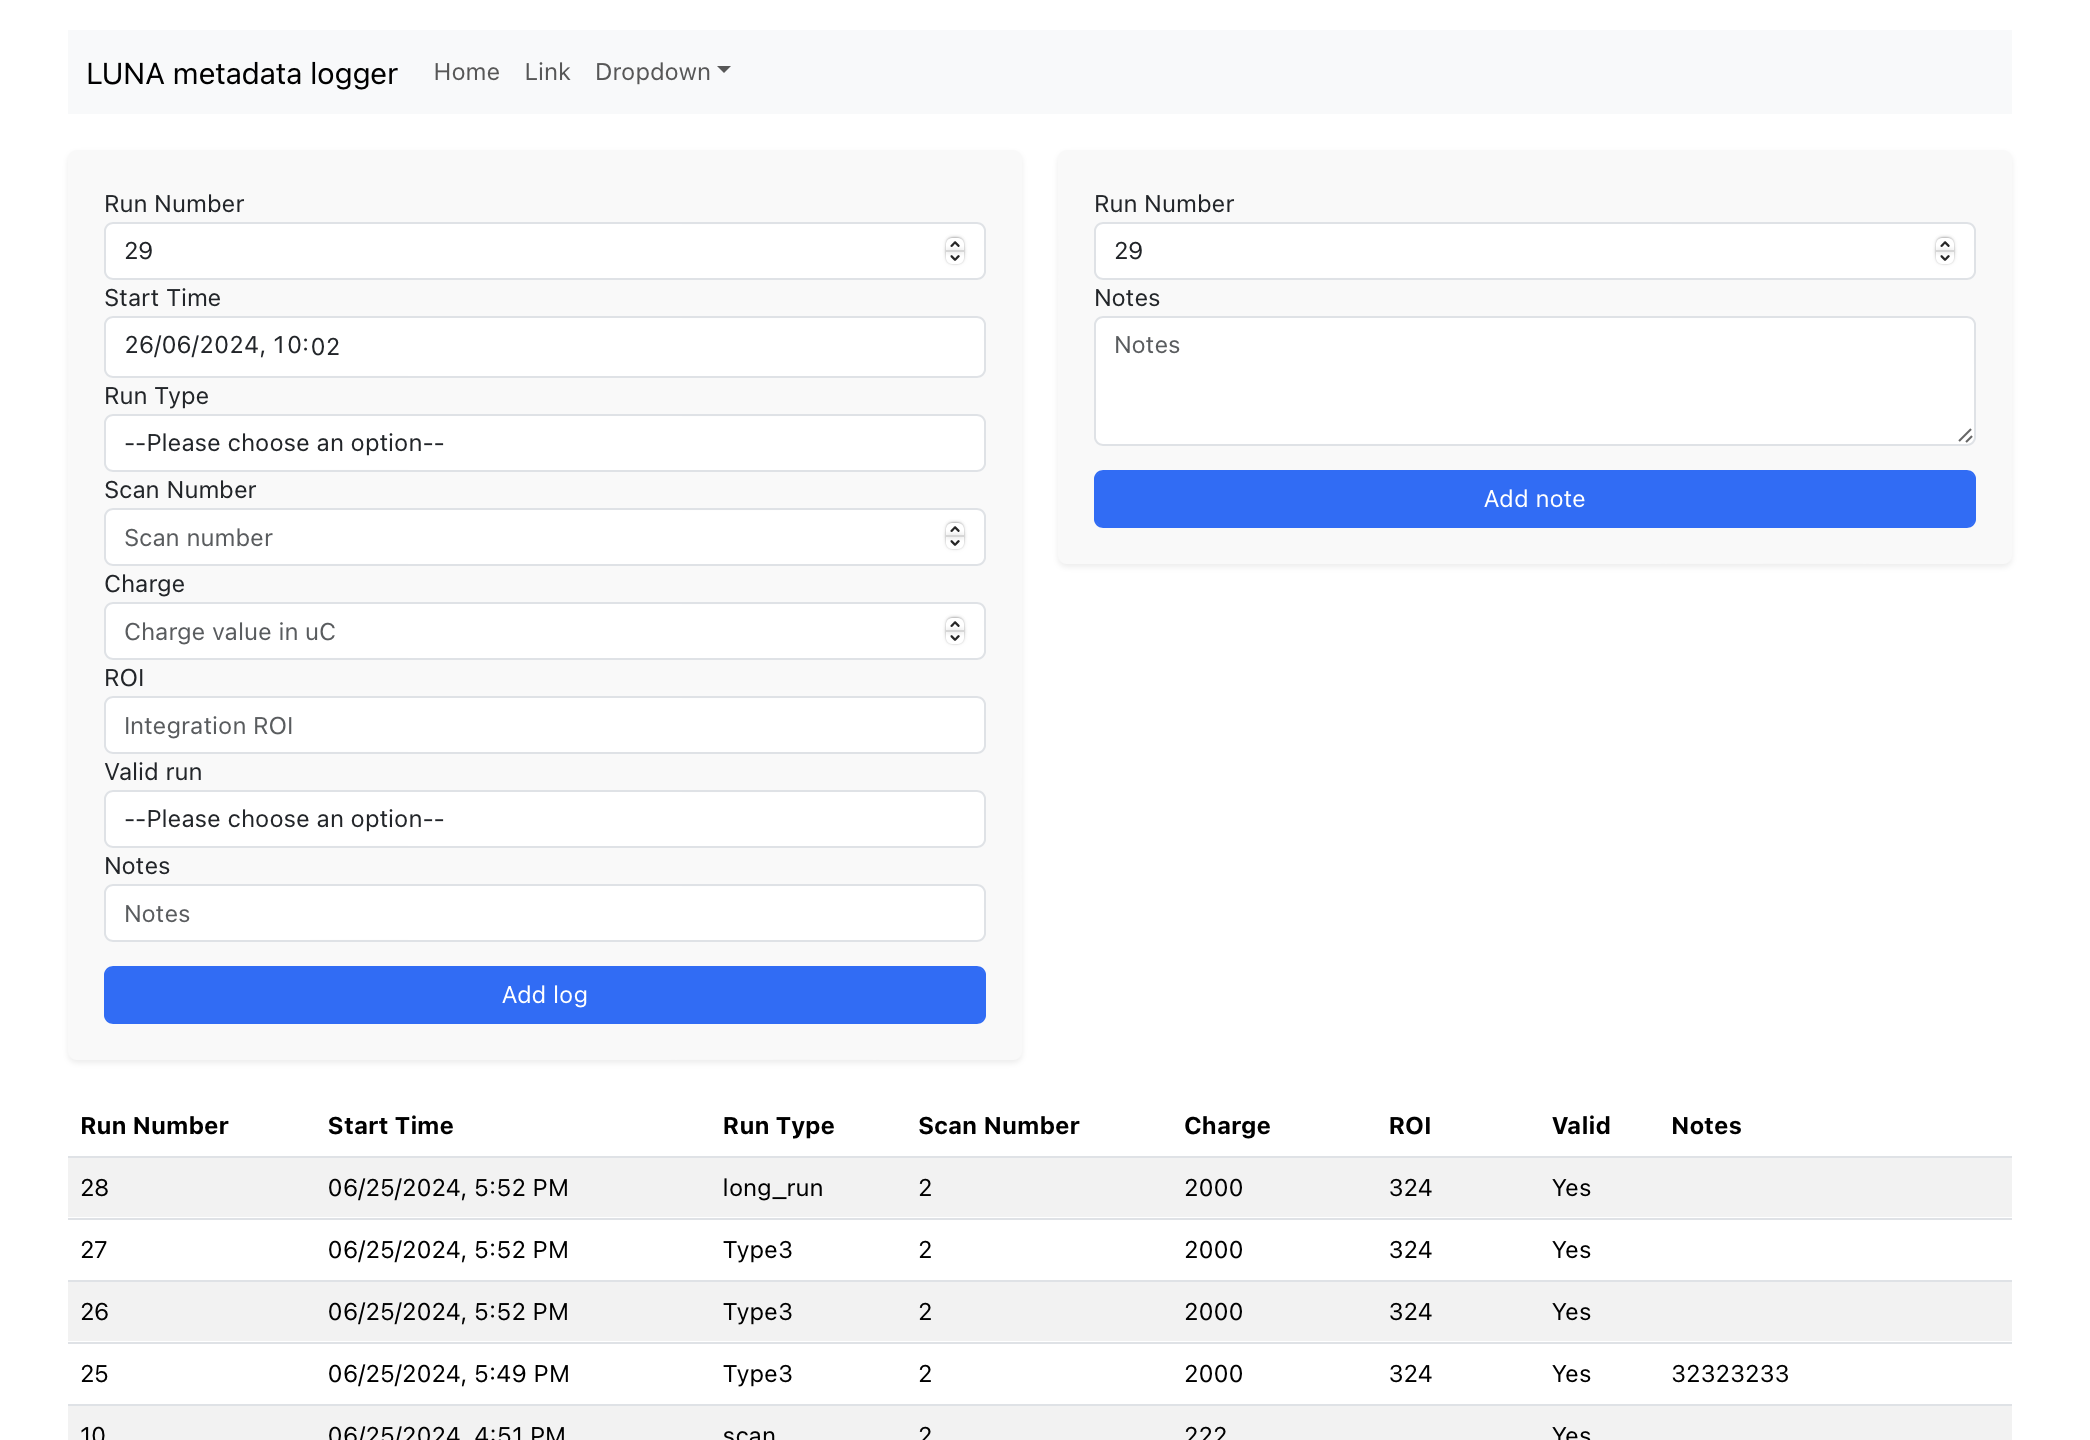 LUNA metadata logger Home Link Dropdown
Run Number
29
Start Time
26/06/2024, 10:02
Run Type
--Please choose an option--
Scan Number
Scan number
Charge
Charge value in uC
ROI
Integration ROI
Valid run
--Please choose an option--
Notes
Notes
Add log
Run Number
29
Notes
Notes
Add note
Run Number Start Time Run Type Scan Number Charge ROI Valid Notes
28 06/25/2024, 5:52 PM long_run 2 2000 324 Yes
27 06/25/2024, 5:52 PM Type3 2 2000 324 Yes
26 06/25/2024, 5:52 PM Type3 2 2000 324 Yes
25 06/25/2024, 5:49 PM Type3 2 2000 324 Yes 32323233
10 06/25/2024, 4:51 PM scan 2 222 Yes